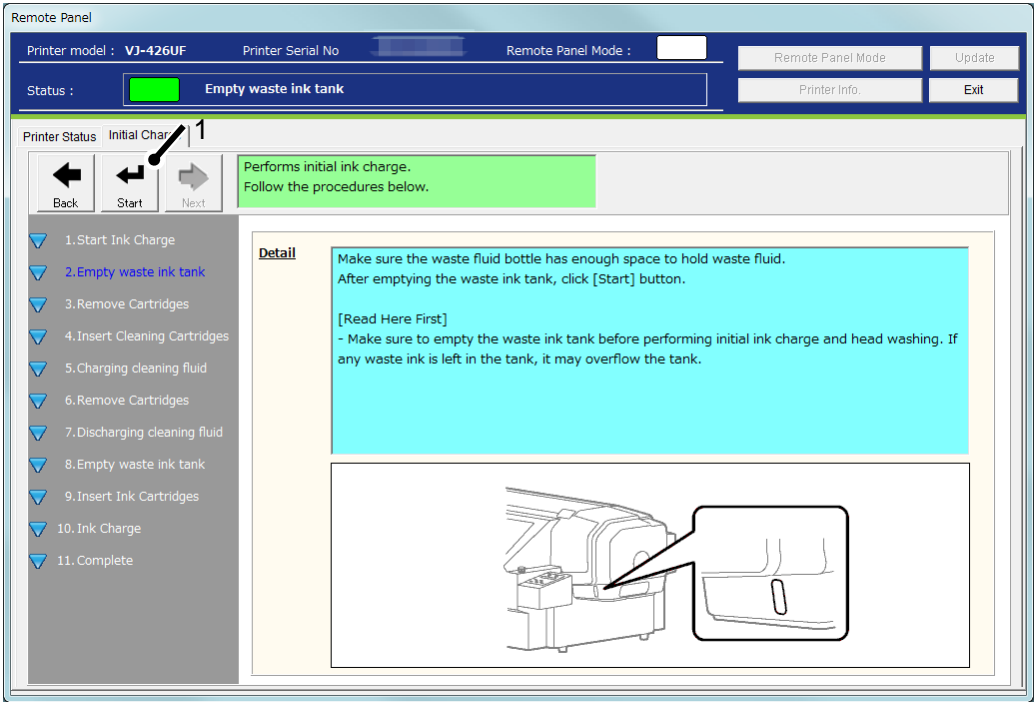 Remote Panel
Printer model : VJ-426UF Printer Serial No Remote Panel Mode :
Remote Panel Mode Update
Status : Empty waste ink tank
Printer Info. Exit
Printer Status Initial Char 1
Back Start Next
Performs initial ink charge.
Follow the procedures below.
1.Start Ink Charge
2.Empty waste ink tank
3.Remove Cartridges
4.Insert Cleaning Cartridges
5.Charging cleaning fluid
6.Remove Cartridges
7.Discharging cleaning fluid
8.Empty waste ink tank
9.Insert Ink Cartridges
10.Ink Charge
11.Complete
Detail
Make sure the waste fluid bottle has enough space to hold waste fluid.
After emptying the waste ink tank, click [Start] button.
[Read Here First]
- Make sure to empty the waste ink tank before performing initial ink charge and head washing. If
any waste ink is left in the tank, it may overflow the tank.